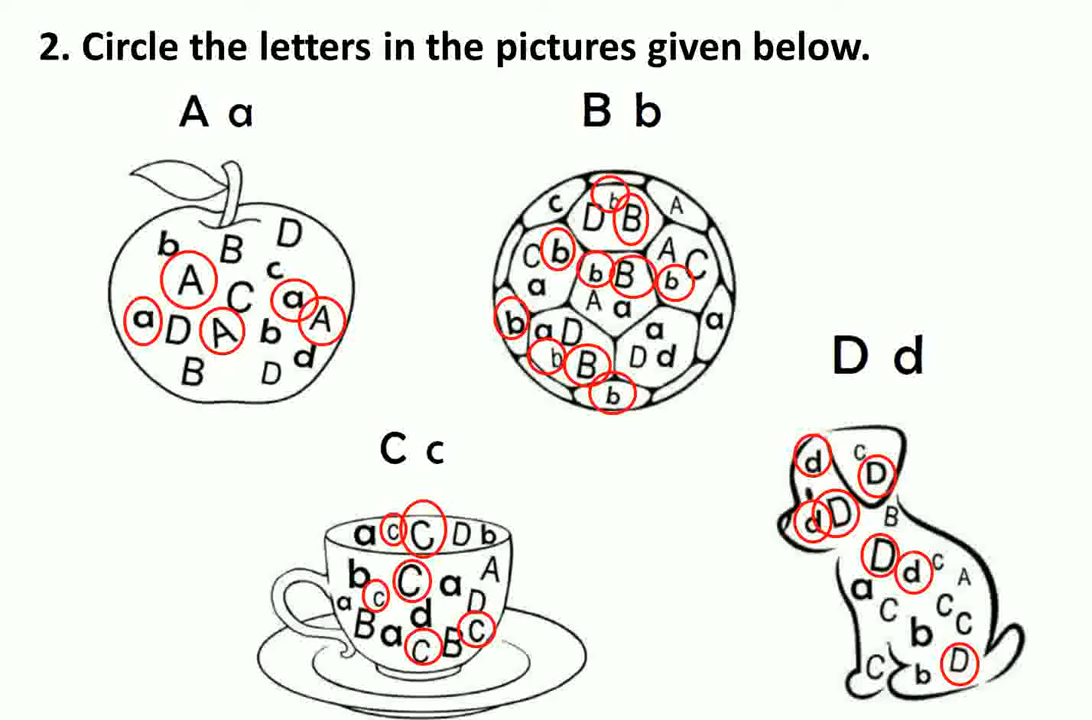 2. Circle the letters in the pictures given below.
A a
B b
b B D
A C c a A
a D A b d
B D
c D b B A
C b b B A C b
a A a
b a D a a
b B D d
b
D d
C c
a c C D b
b c C a A
a d D
B a C B C
d c D
d D B
D d c A
a C C C
b
C b D